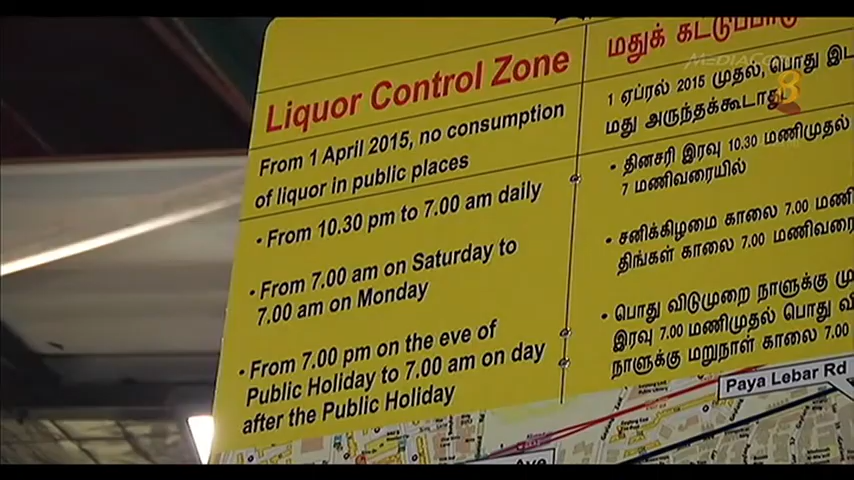 Liquor Control Zone
From 1 April 2015, no consumption
of liquor in public places
• From 10.30 pm to 7.00 am daily
• From 7.00 am on Saturday to
7.00 am on Monday
• From 7.00 pm on the eve of
Public Holiday to 7.00 am on day
after the Public Holiday
மதுக் கட்டுப்பாடு
1 ஏப்ரல் 2015 முதல், பொது இட
மது அருந்தக்கூடாது
• தினசரி இரவு 10.30 மணிமுதல்
7 மணிவரையில்
• சனிக்கிழமை காலை 7.00 மணி
திங்கள் காலை 7.00 மணிவரை
• பொது விடுமுறை நாளுக்கு மு
இரவு 7.00 மணிமுதல் பொது வி
நாளுக்கு மறுநாள் காலை 7.00
Paya Lebar Rd
Ave
8